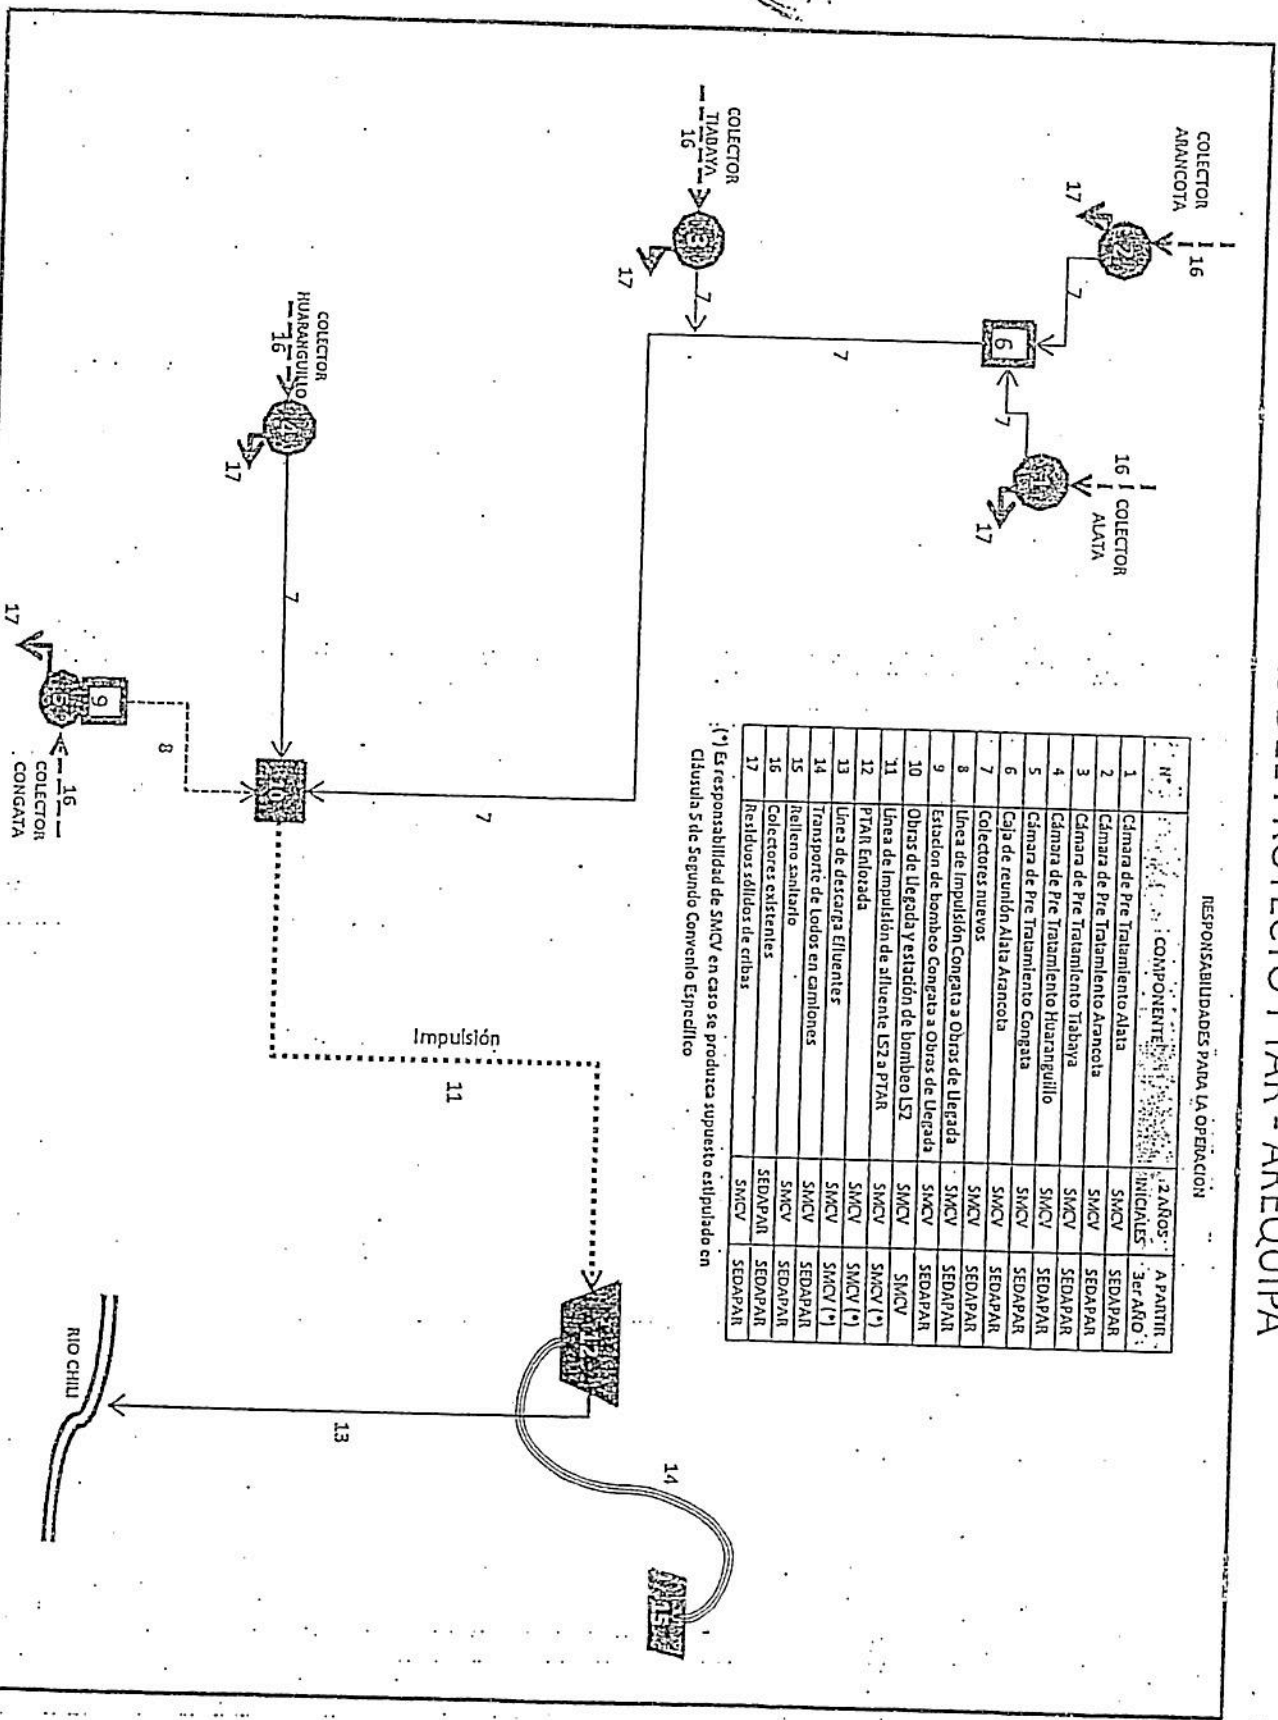 DEL PROYECTO PTAR - AREQUIPA
RESPONSABILIDADES PARA LA OPERACION
N° COMPONENTE 2 AÑOS INICIALES A PARTIR 3er AÑO
1 Cámara de Pre Tratamiento Alata SMCV SEDAPAR
2 Cámara de Pre Tratamiento Arancota SMCV SEDAPAR
3 Cámara de Pre Tratamiento Tiabaya SMCV SEDAPAR
4 Cámara de Pre Tratamiento Huaranguillo SMCV SEDAPAR
5 Cámara de Pre Tratamiento Congata SMCV SEDAPAR
6 Caja de reunión Alata Arancota SMCV SEDAPAR
7 Colectores nuevos SMCV SEDAPAR
8 Línea de Impulsión Congata a Obras de Llegada SMCV SEDAPAR
9 Estacion de bombeo Congata a Obras de Llegada SMCV SEDAPAR
10 Obras de Llegada y estación de bombeo LS2 SMCV SMCV
11 Línea de Impulsión de afluente LS2 a PTAR SMCV SMCV (*)
12 PTAR Enlozada SMCV SMCV (*)
13 Línea de descarga Efluentes SMCV SMCV (*)
14 Transporte de Lodos en camiones SMCV SEDAPAR
15 Relleno sanitario SMCV SEDAPAR
16 Colectores existentes SEDAPAR SEDAPAR
17 Residuos sólidos de cribas SMCV SEDAPAR
(*) Es responsabilidad de SMCV en caso se produzca supuesto estipulado en
Cláusula 5 de Segundo Convenio Específico
COLECTOR
ARANCOTA
16
2
17
7
6
7
16
COLECTOR
ALATA
1
17
COLECTOR
TIABAYA
16
3
17
7
7
7
COLECTOR
HUARANGUILLO
16
4
17
7
10
8
9
5
17
16
COLECTOR
CONGATA
Impulsión
11
12
13
14
15
RIO CHILI